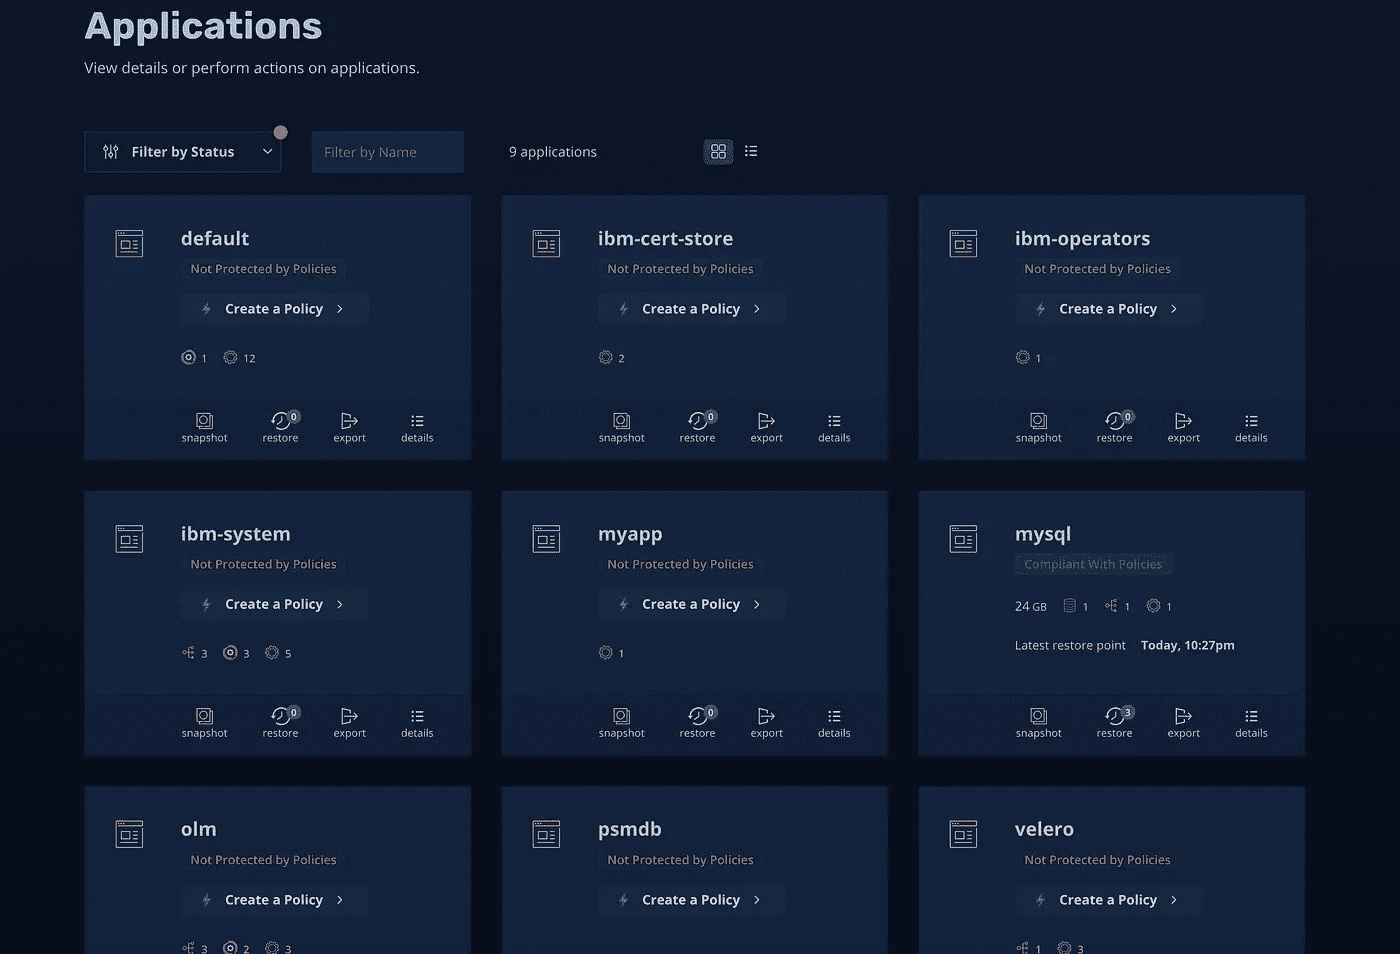 Applications
View details or perform actions on applications.
Filter by Status
Filter by Name
9 applications
default
Not Protected by Policies
Create a Policy
1 12
snapshot
0
restore
export
details
ibm-cert-store
Not Protected by Policies
Create a Policy
2
snapshot
0
restore
export
details
ibm-operators
Not Protected by Policies
Create a Policy
1
snapshot
0
restore
export
details
ibm-system
Not Protected by Policies
Create a Policy
3 3 5
snapshot
0
restore
export
details
myapp
Not Protected by Policies
Create a Policy
1
snapshot
0
restore
export
details
mysql
Compliant With Policies
24 GB 1 1 1
Latest restore point Today, 10:27pm
snapshot
3
restore
export
details
olm
Not Protected by Policies
Create a Policy
3 2 3
psmdb
Not Protected by Policies
Create a Policy
velero
Not Protected by Policies
Create a Policy
1 3